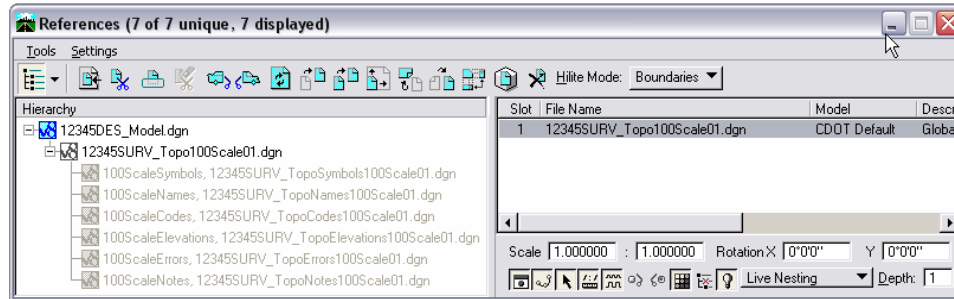 References (7 of 7 unique, 7 displayed)
Tools Settings
Hilite Mode: Boundaries
Hierarchy
12345DES_Model.dgn
12345SURV_Topo100Scale01.dgn
100ScaleSymbols, 12345SURV_TopoSymbols100Scale01.dgn
100ScaleNames, 12345SURV_TopoNames100Scale01.dgn
100ScaleCodes, 12345SURV_TopoCodes100Scale01.dgn
100ScaleElevations, 12345SURV_TopoElevations100Scale01.dgn
100ScaleErrors, 12345SURV_TopoErrors100Scale01.dgn
100ScaleNotes, 12345SURV_TopoNotes100Scale01.dgn
Slot File Name Model Descr
1 12345SURV_Topo100Scale01.dgn CDOT Default Globa
Scale 1.000000 : 1.000000 Rotation X 0°0'0" Y 0°0'0"
Live Nesting Depth: 1